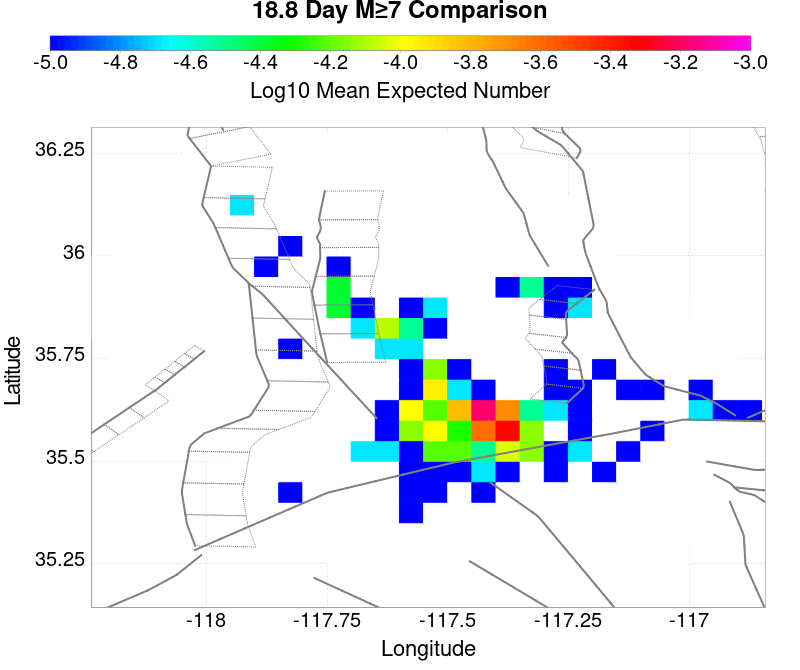 18.8 Day M≥7 Comparison
-5.0 -4.8 -4.6 -4.4 -4.2 -4.0 -3.8 -3.6 -3.4 -3.2 -3.0
Log10 Mean Expected Number
36.25
36
35.75
35.5
35.25
Latitude
-118 -117.75 -117.5 -117.25 -117
Longitude